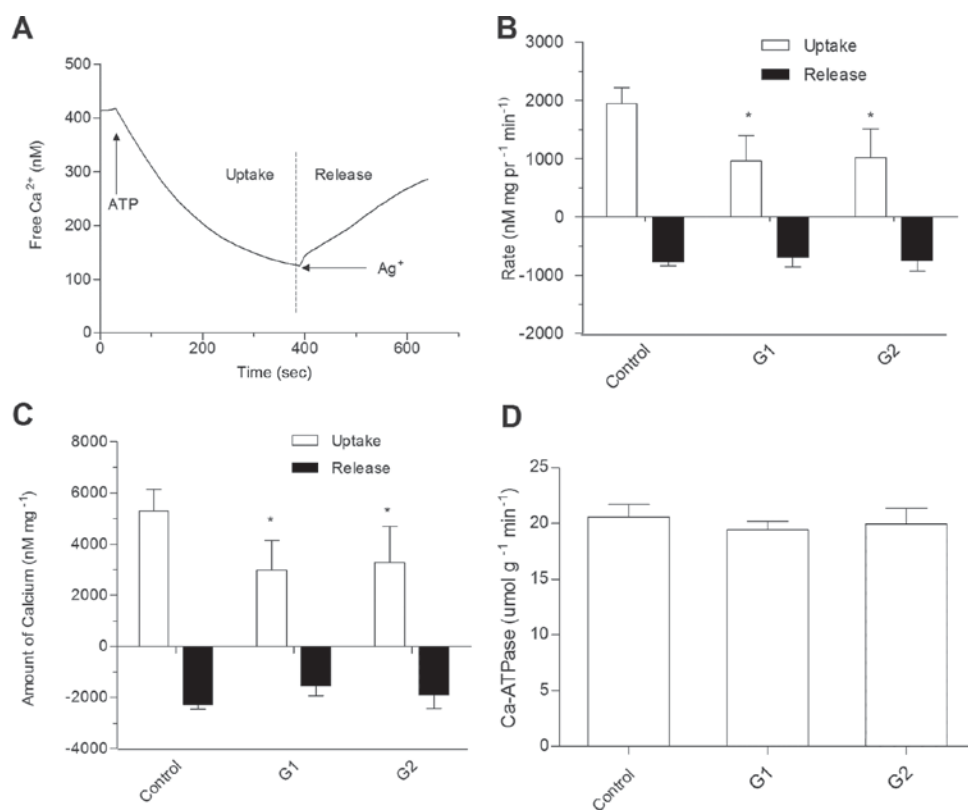 A
500
400
300
200
100
0
Free Ca²⁺ (nM)
ATP
Uptake
Release
Ag⁺
0
200
400
600
Time (sec)
B
Uptake
Release
3000
2000
1000
0
-1000
-2000
Rate (nM mg pr⁻¹ min⁻¹)
*
*
Control
G1
G2
C
Uptake
Release
8000
6000
4000
2000
0
-2000
-4000
Amount of Calcium (nM mg⁻¹)
*
*
Control
G1
G2
D
25
20
15
10
5
0
Ca-ATPase (umol g⁻¹ min⁻¹)
Control
G1
G2